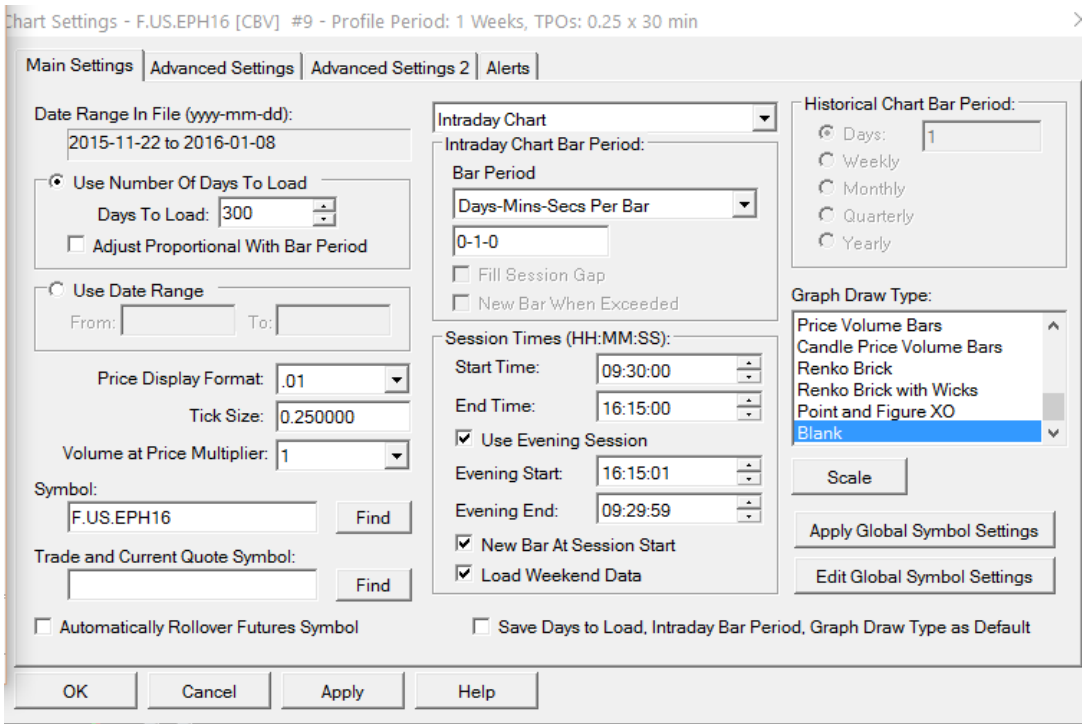 Chart Settings - F.US.EPH16 [CBV]  #9 - Profile Period: 1 Weeks, TPOs: 0.25 x 30 min
Main Settings
Advanced Settings
Advanced Settings 2
Alerts
Date Range In File (yyyy-mm-dd):
2015-11-22 to 2016-01-08
Use Number Of Days To Load
Days To Load: 300
Adjust Proportional With Bar Period
Use Date Range
From: To:
Price Display Format: .01
Tick Size: 0.250000
Volume at Price Multiplier: 1
Symbol:
F.US.EPH16
Find
Trade and Current Quote Symbol:
Find
Automatically Rollover Futures Symbol
Intraday Chart
Intraday Chart Bar Period:
Bar Period
Days-Mins-Secs Per Bar
0-1-0
Fill Session Gap
New Bar When Exceeded
Session Times (HH:MM:SS):
Start Time: 09:30:00
End Time: 16:15:00
Use Evening Session
Evening Start: 16:15:01
Evening End: 09:29:59
New Bar At Session Start
Load Weekend Data
Save Days to Load, Intraday Bar Period, Graph Draw Type as Default
Historical Chart Bar Period:
Days: 1
Weekly
Monthly
Quarterly
Yearly
Graph Draw Type:
Price Volume Bars
Candle Price Volume Bars
Renko Brick
Renko Brick with Wicks
Point and Figure XO
Blank
Scale
Apply Global Symbol Settings
Edit Global Symbol Settings
OK
Cancel
Apply
Help